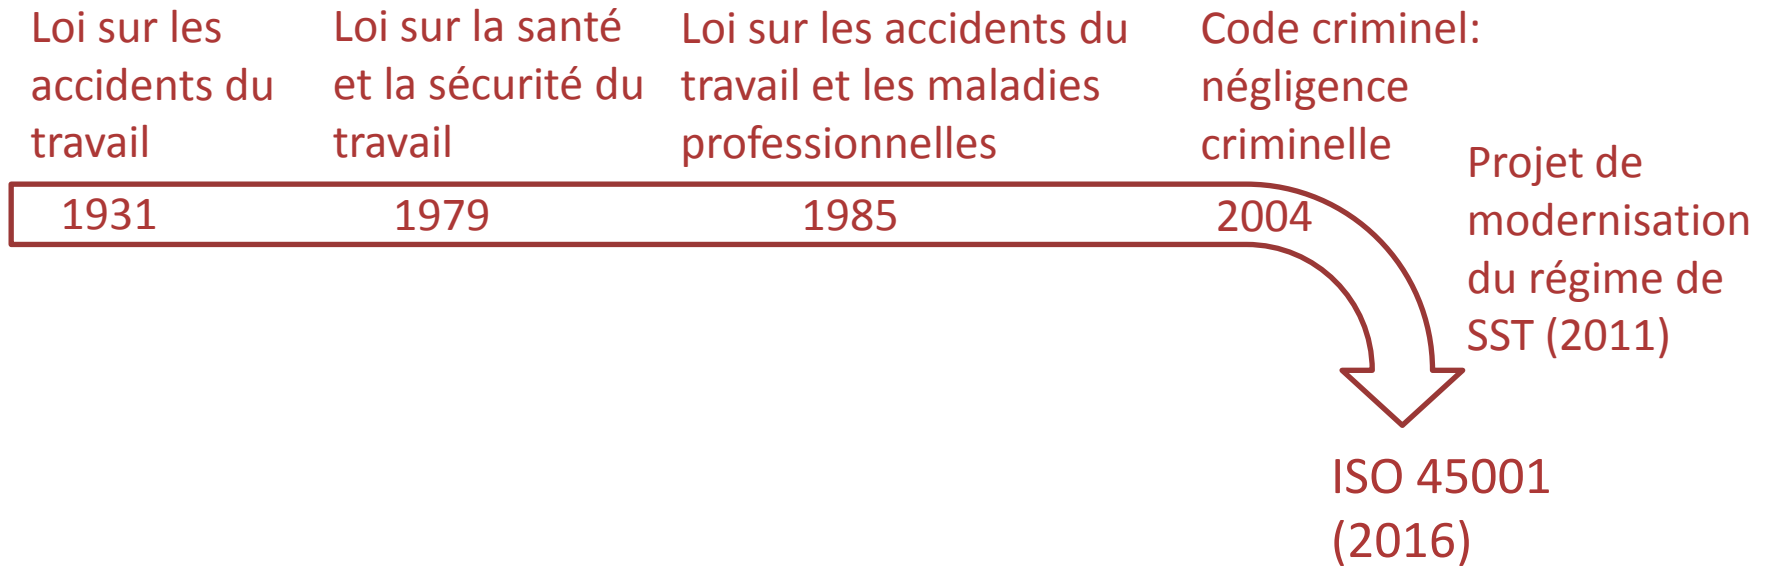 Loi sur les
accidents du
travail
1931
Loi sur la santé
et la sécurité du
travail
1979
Loi sur les accidents du
travail et les maladies
professionnelles
1985
Code criminel:
négligence
criminelle
2004
Projet de
modernisation
du régime de
SST (2011)
ISO 45001
(2016)